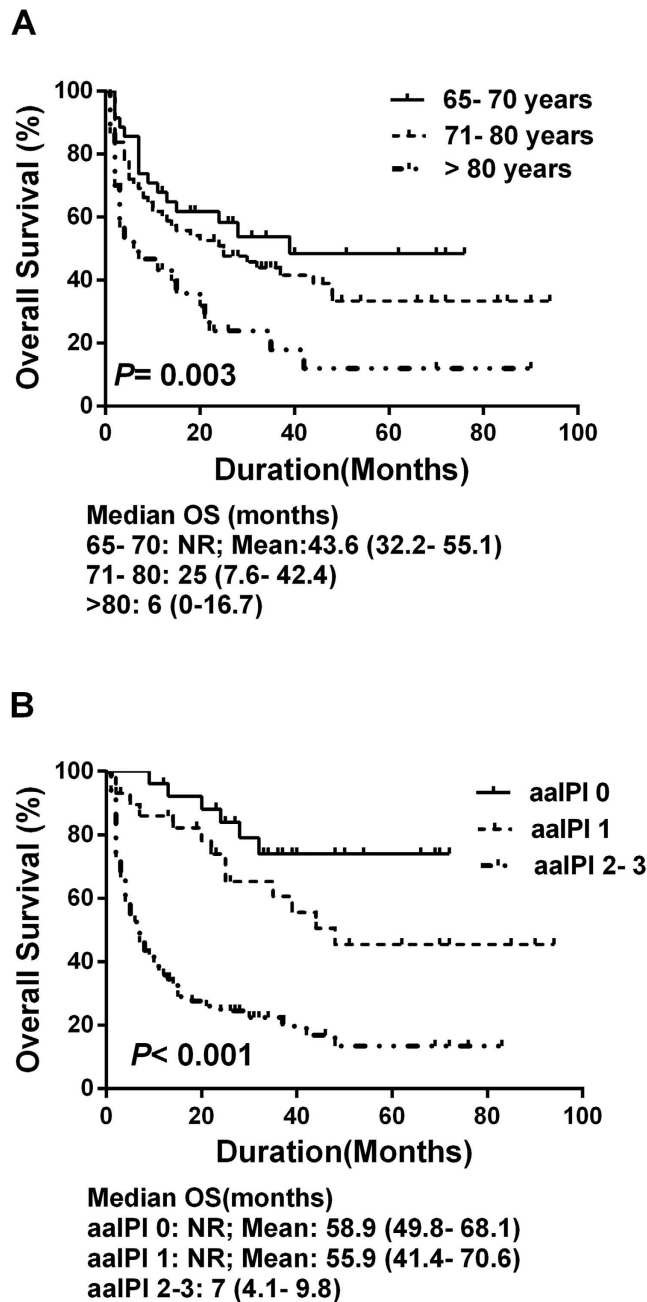 A
100
80
60
40
20
0
Overall Survival (%)
65- 70 years
71- 80 years
> 80 years
P= 0.003
0 20 40 60 80 100
Duration(Months)
Median OS (months)
65- 70: NR; Mean:43.6 (32.2- 55.1)
71- 80: 25 (7.6- 42.4)
>80: 6 (0-16.7)
B
100
80
60
40
20
0
Overall Survival (%)
aaIPI 0
aaIPI 1
aaIPI 2- 3
P< 0.001
0 20 40 60 80 100
Duration(Months)
Median OS(months)
aaIPI 0: NR; Mean: 58.9 (49.8- 68.1)
aaIPI 1: NR; Mean: 55.9 (41.4- 70.6)
aaIPI 2-3: 7 (4.1- 9.8)